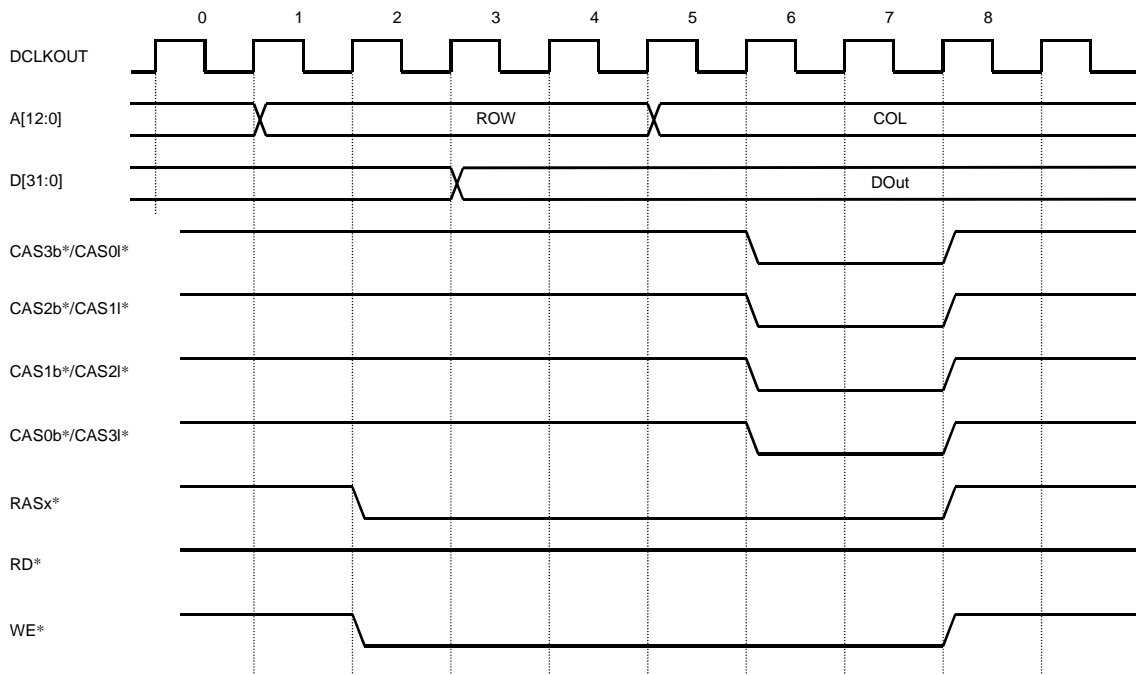 0 1 2 3 4 5 6 7 8
DCLKOUT
A[12:0] ROW COL
D[31:0] DOut
CAS3b*/CAS0l*
CAS2b*/CAS1l*
CAS1b*/CAS2l*
CAS0b*/CAS3l*
RASx*
RD*
WE*